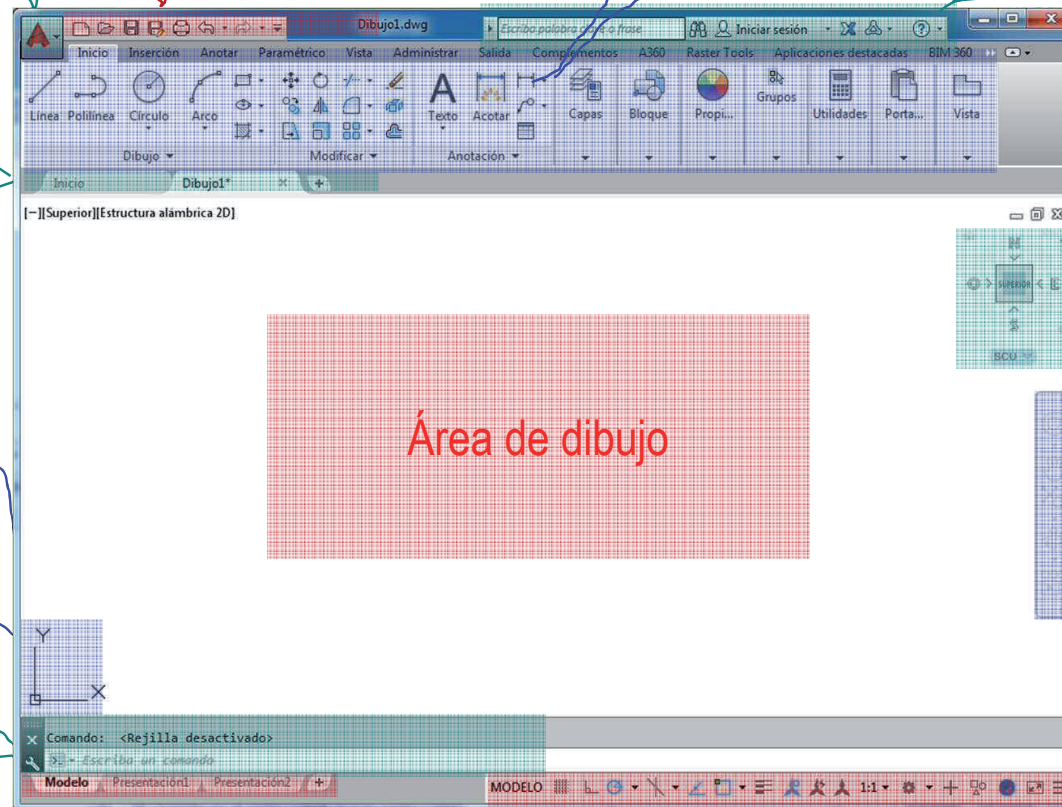 Dibujo1.dwg
Escriba palabra clave o frase
Iniciar sesión
Inicio Inserción Anotar Paramétrico Vista Administrar Salida Complementos A360 Raster Tools Aplicaciones destacadas BIM 360
Línea Polilínea Círculo Arco Texto Acotar Capas Bloque Propi... Grupos Utilidades Porta... Vista
Dibujo Modificar Anotación
Inicio Dibujo1* +
[−][Superior][Estructura alámbrica 2D]
N
SUPERIOR
S
SCU
Área de dibujo
Y
X
Comando: <Rejilla desactivado>
Escriba un comando
Modelo Presentación1 Presentación2 +
MODELO 1:1